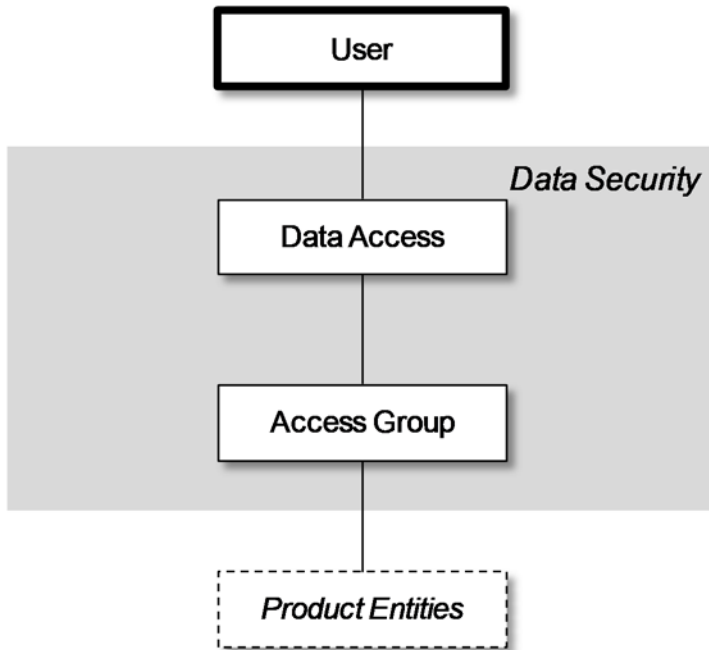 User
Data Security
Data Access
Access Group
Product Entities